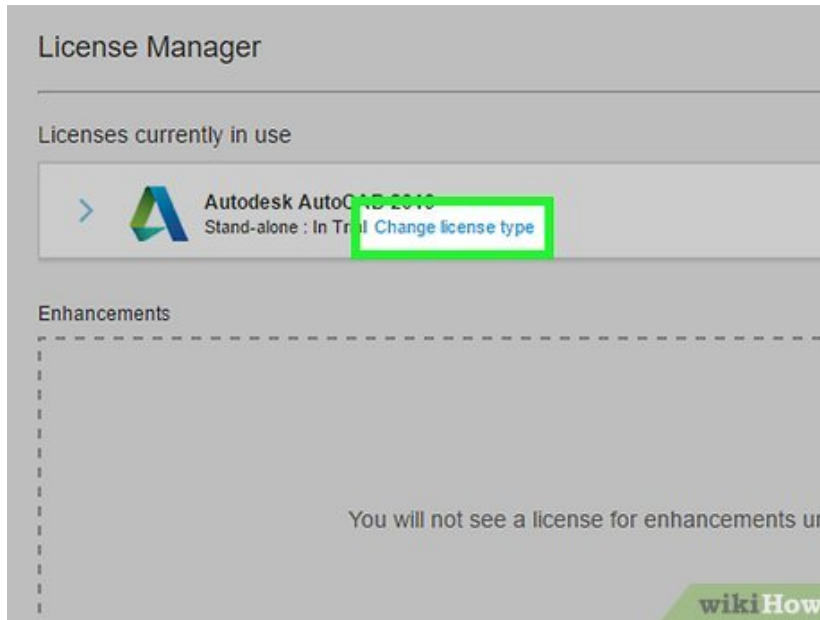 License Manager
Licenses currently in use
Autodesk AutoCAD
Stand-alone : In Trial Change license type
Enhancements
You will not see a license for enhancements
wikiHow